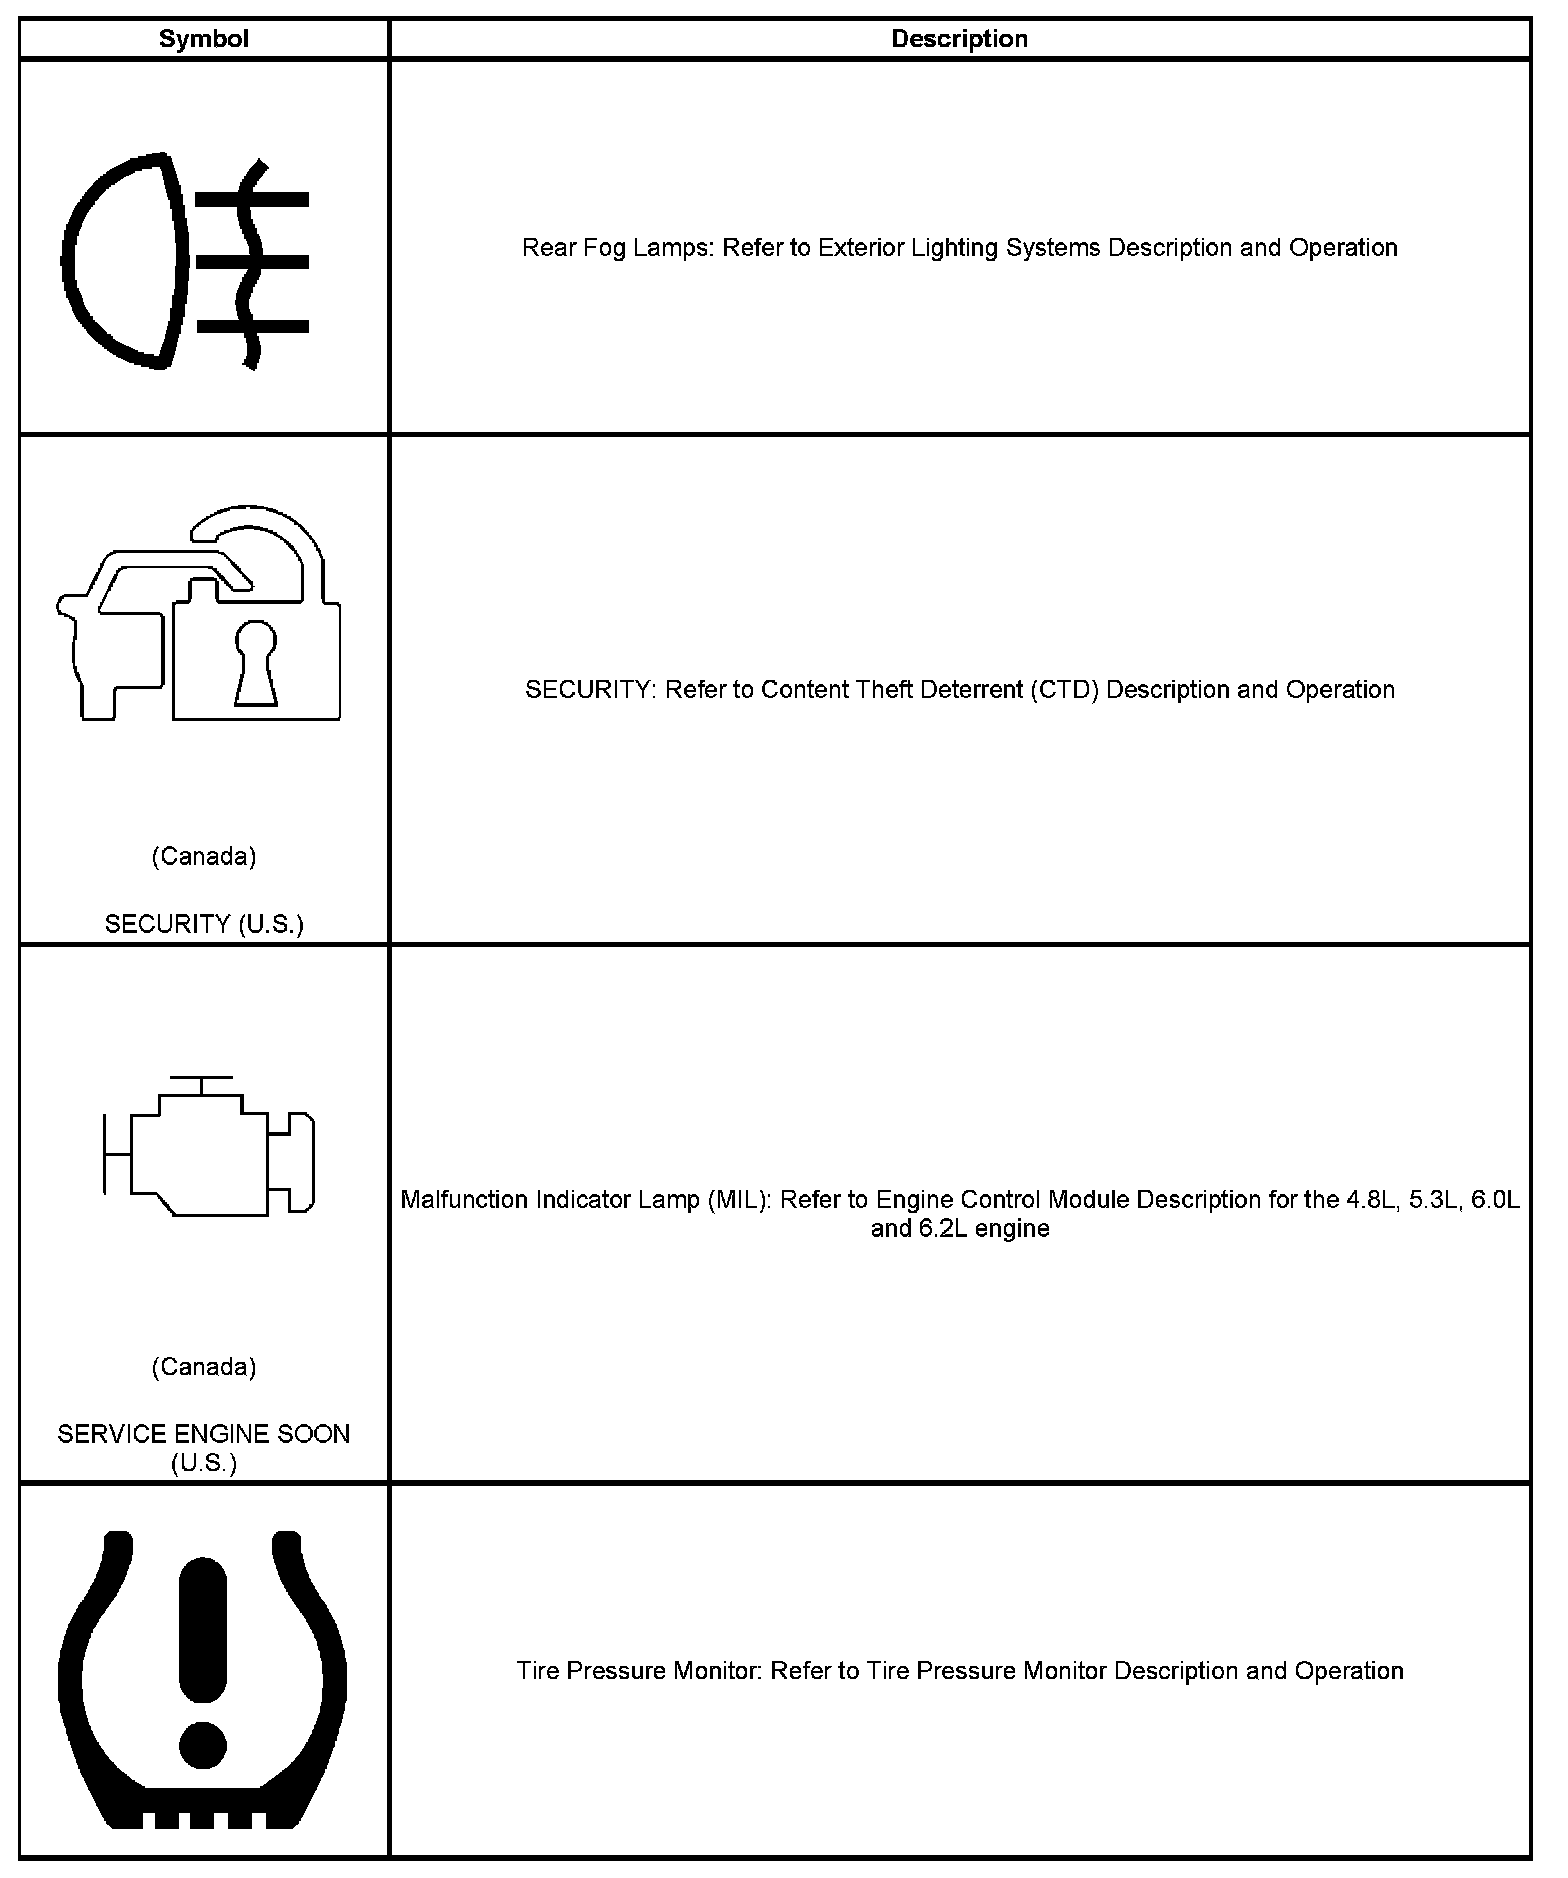 Symbol
Description
Rear Fog Lamps: Refer to Exterior Lighting Systems Description and Operation
(Canada)
SECURITY (U.S.)
SECURITY: Refer to Content Theft Deterrent (CTD) Description and Operation
(Canada)
SERVICE ENGINE SOON
(U.S.)
Malfunction Indicator Lamp (MIL): Refer to Engine Control Module Description for the 4.8L, 5.3L, 6.0L
and 6.2L engine
Tire Pressure Monitor: Refer to Tire Pressure Monitor Description and Operation